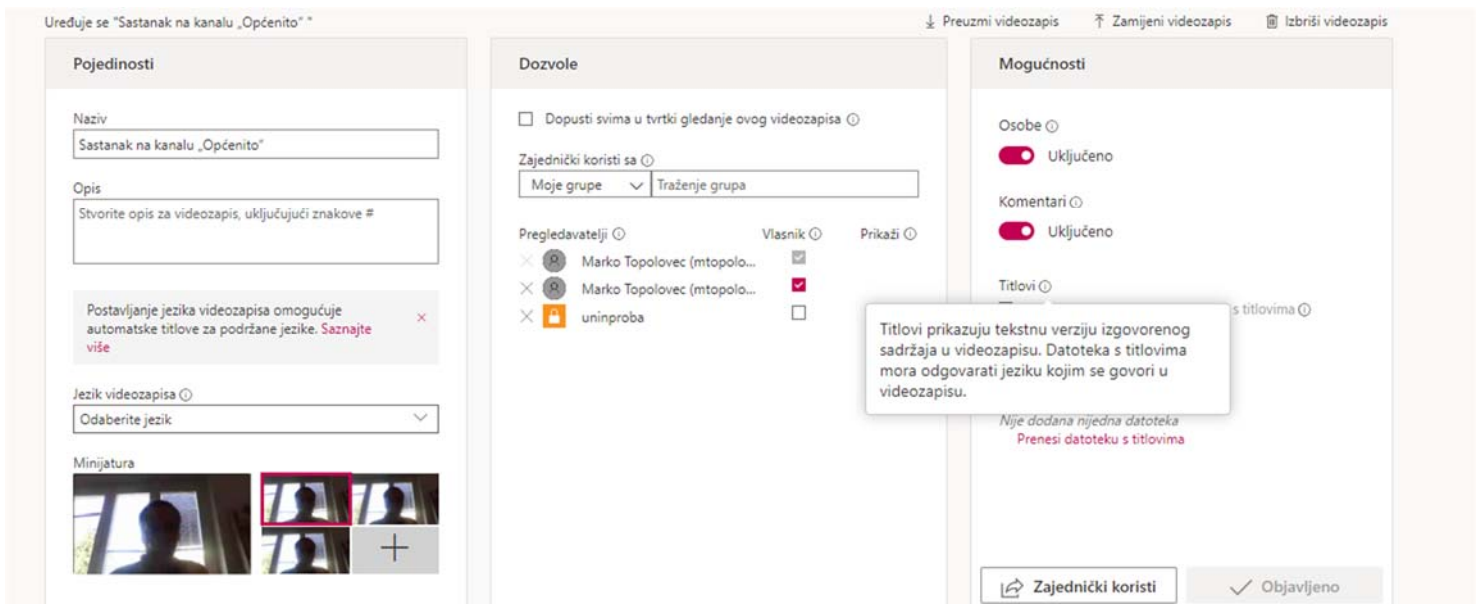 Uređuje se "Sastanak na kanalu „Općenito" "
Preuzmi videozapis
Zamijeni videozapis
Izbriši videozapis
Pojedinosti
Naziv
Sastanak na kanalu „Općenito"
Opis
Stvorite opis za videozapis, uključujući znakove #
Postavljanje jezika videozapisa omogućuje
automatske titlove za podržane jezike. Saznajte
više
Jezik videozapisa
Odaberite jezik
Minijatura
Dozvole
Dopusti svima u tvrtki gledanje ovog videozapisa
Zajednički koristi sa
Moje grupe
Traženje grupa
Pregledavatelji
Vlasnik
Prikaži
Marko Topolovec (mtopolo...
Marko Topolovec (mtopolo...
uninproba
Mogućnosti
Osobe
Uključeno
Komentari
Uključeno
Titlovi
s titlovima
Titlovi prikazuju tekstnu verziju izgovorenog
sadržaja u videozapisu. Datoteka s titlovima
mora odgovarati jeziku kojim se govori u
videozapisu.
Nije dodana nijedna datoteka
Prenesi datoteku s titlovima
Zajednički koristi
Objavljeno